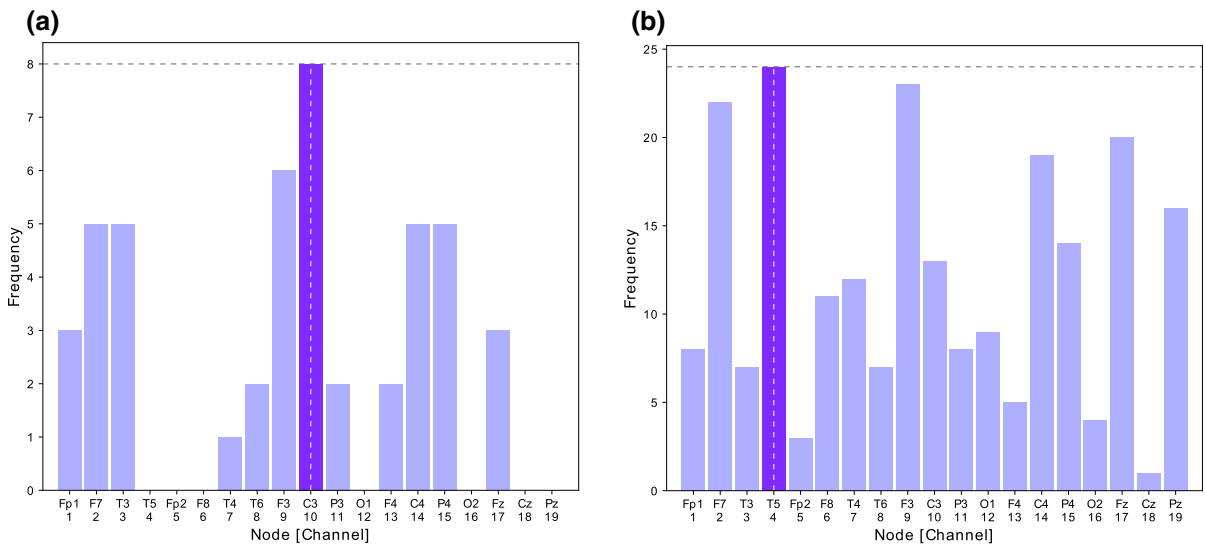 (a)
Frequency
8
7
6
5
4
3
2
1
0
Fp1 F7 T3 T5 Fp2 F8 T4 T6 F3 C3 P3 O1 F4 C4 P4 O2 Fz Cz Pz
1 2 3 4 5 6 7 8 9 10 11 12 13 14 15 16 17 18 19
Node [Channel]
(b)
Frequency
25
20
15
10
5
0
Fp1 F7 T3 T5 Fp2 F8 T4 T6 F3 C3 P3 O1 F4 C4 P4 O2 Fz Cz Pz
1 2 3 4 5 6 7 8 9 10 11 12 13 14 15 16 17 18 19
Node [Channel]